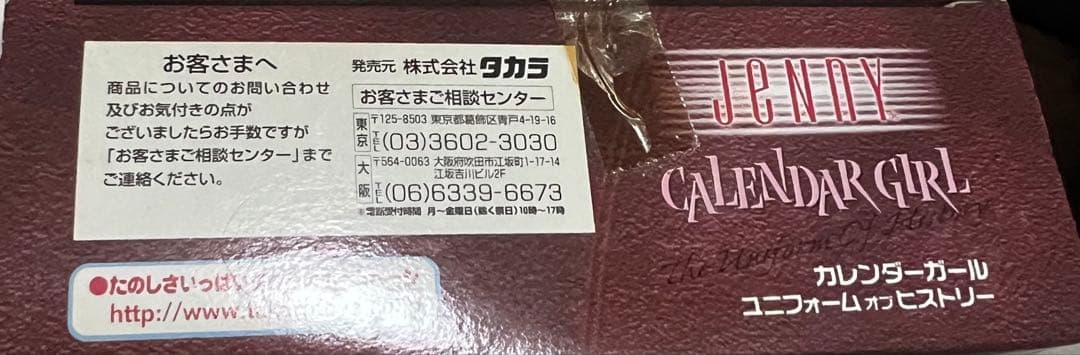 お客さまへ
商品についてのお問い合わせ
及びお気付きの点が
ございましたらお手数ですが
「お客さまご相談センター」まで
ご連絡ください。
発売元 株式会社 タカラ
お客さまご相談センター
東京
〒125-8503 東京都葛飾区青戸4-19-16
TEL (03)3602-3030
大阪
〒564-0063 大阪府吹田市江坂町1-17-14
江坂吉川ビル2F
TEL (06)6339-6673
※電話受付時間 月〜金曜日(除く祭日)10時〜17時
●たのしさいっぱい
http://www.ta
JeNNY
CALENDAR GIRL
The Uniform Of History
カレンダーガール
ユニフォーム オブ ヒストリー